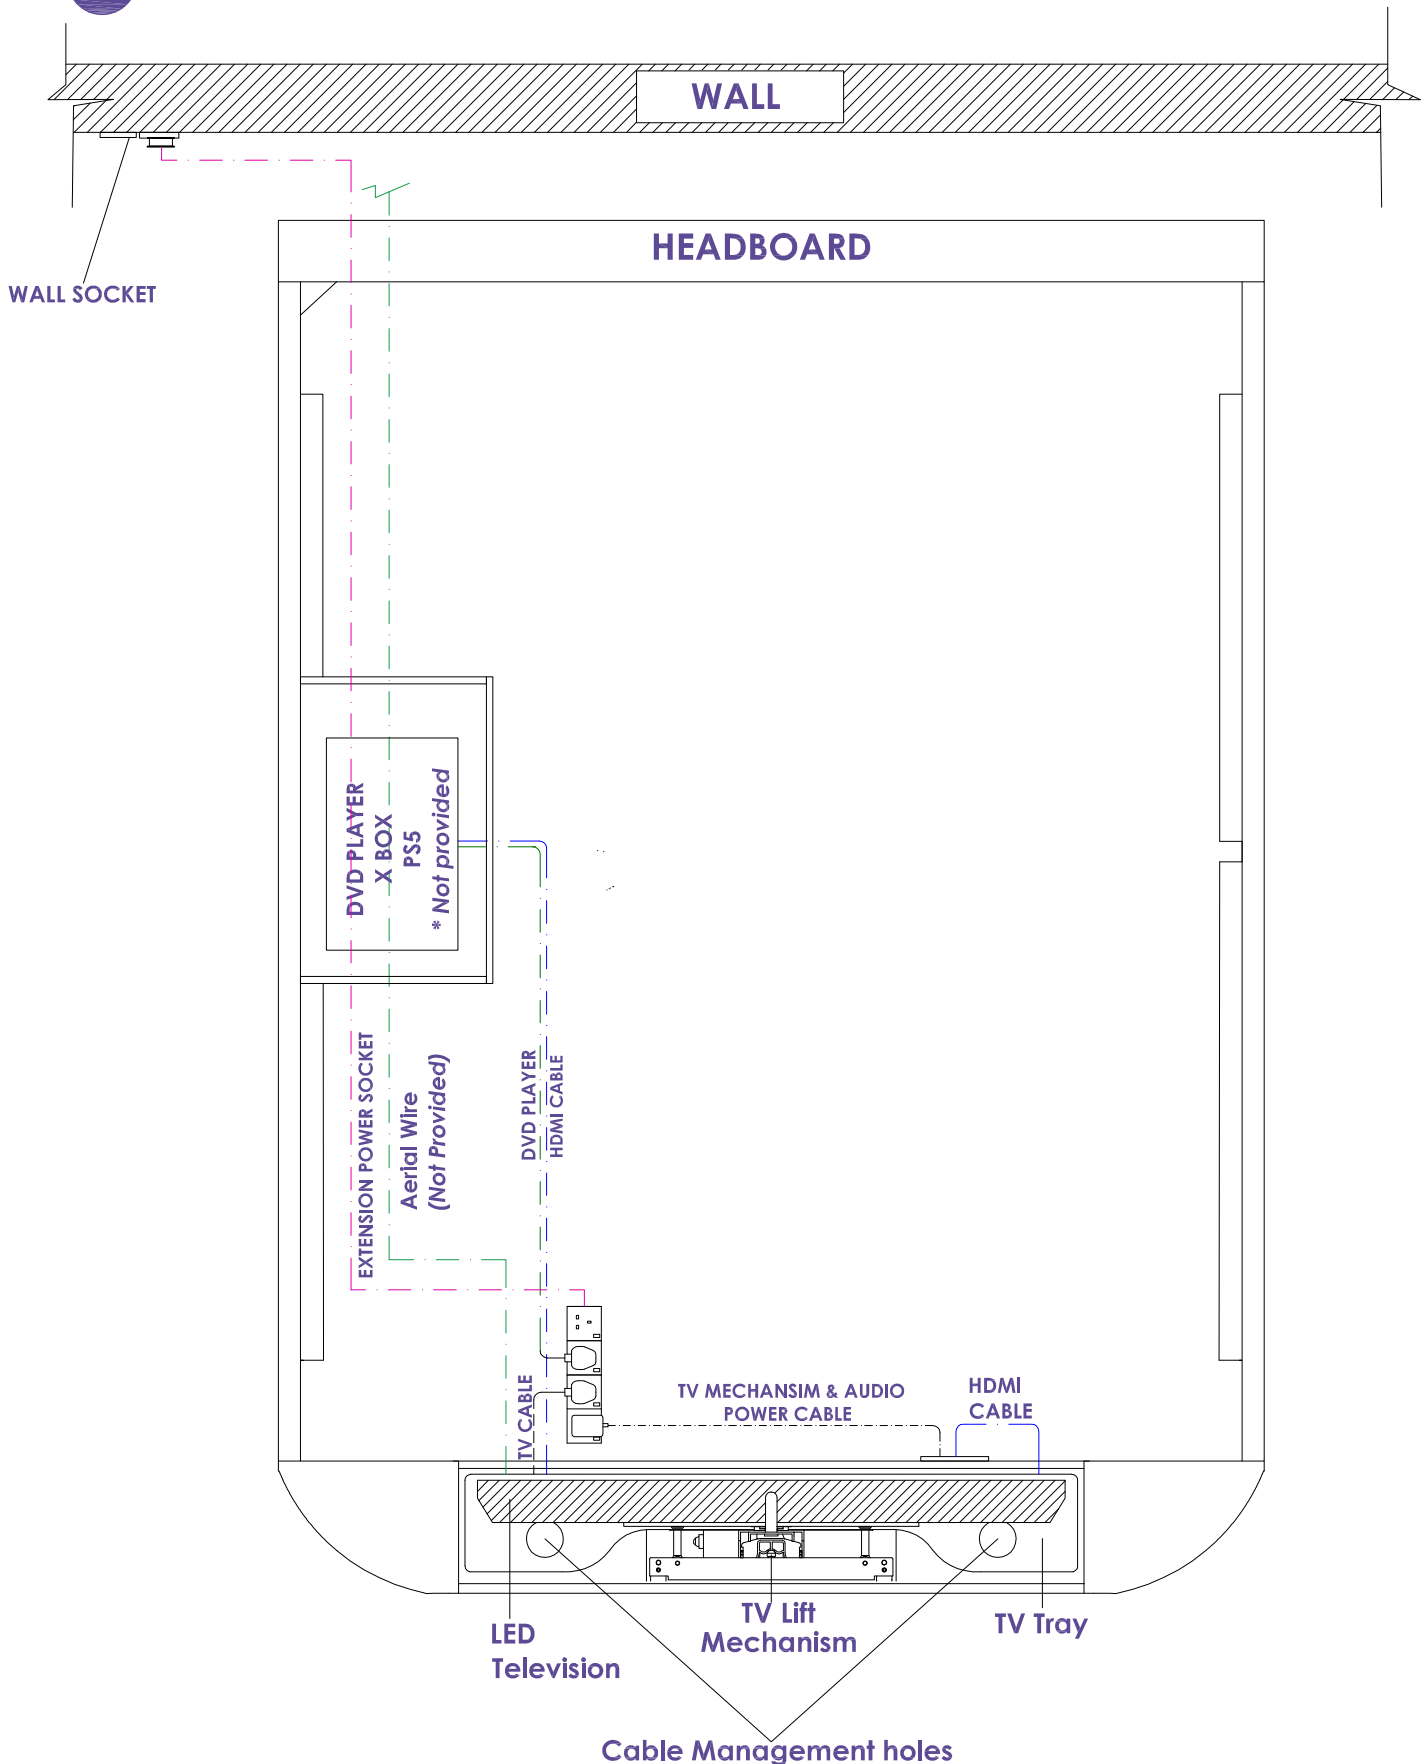 WALL
HEADBOARD
WALL SOCKET
DVD PLAYER
X BOX
PS5
* Not provided
EXTENSION POWER SOCKET
Aerial Wire
(Not Provided)
DVD PLAYER
HDMI CABLE
TV CABLE
TV MECHANSIM & AUDIO
POWER CABLE
HDMI
CABLE
LED
Television
TV Lift
Mechanism
TV Tray
Cable Management holes